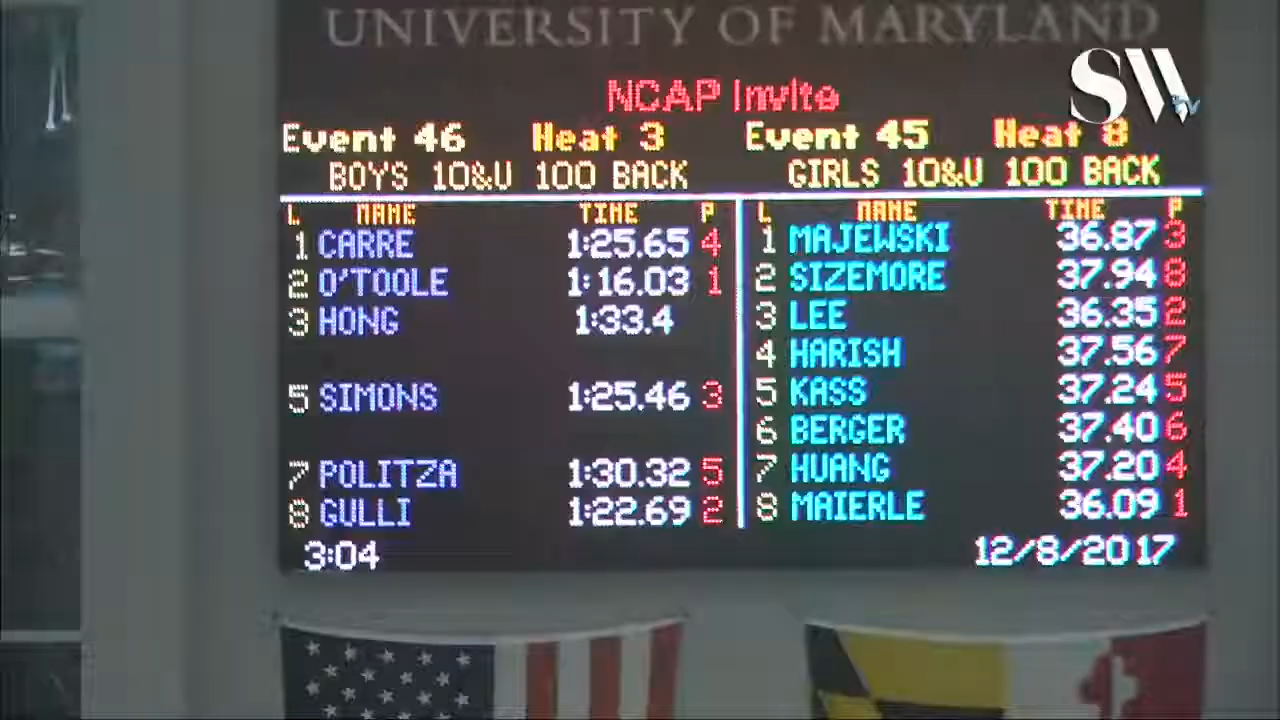 UNIVERSITY OF MARYLAND
SW TV
NCAP Invite
Event 46 Heat 3 Event 45 Heat 8
BOYS 10&U 100 BACK GIRLS 10&U 100 BACK
L NAME TIME P L NAME TIME P
1 CARRE 1:25.65 4 1 MAJEWSKI 36.87 3
2 O'TOOLE 1:16.03 1 2 SIZEMORE 37.94 8
3 HONG 1:33.4 3 LEE 36.35 2
4 HARISH 37.56 7
5 SIMONS 1:25.46 3 5 KASS 37.24 5
6 BERGER 37.40 6
7 POLITZA 1:30.32 5 7 HUANG 37.20 4
8 GULLI 1:22.69 2 8 MAIERLE 36.09 1
3:04 12/8/2017